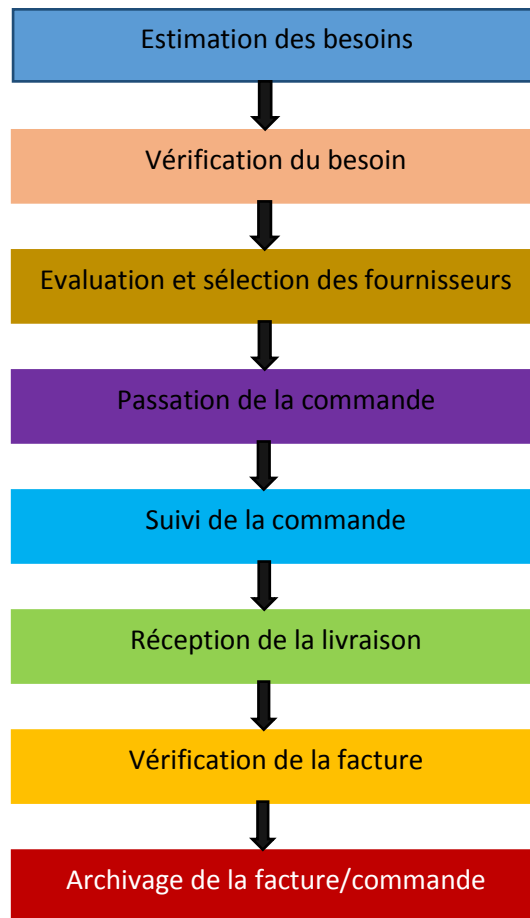 Estimation des besoins
Vérification du besoin
Evaluation et sélection des fournisseurs
Passation de la commande
Suivi de la commande
Réception de la livraison
Vérification de la facture
Archivage de la facture/commande